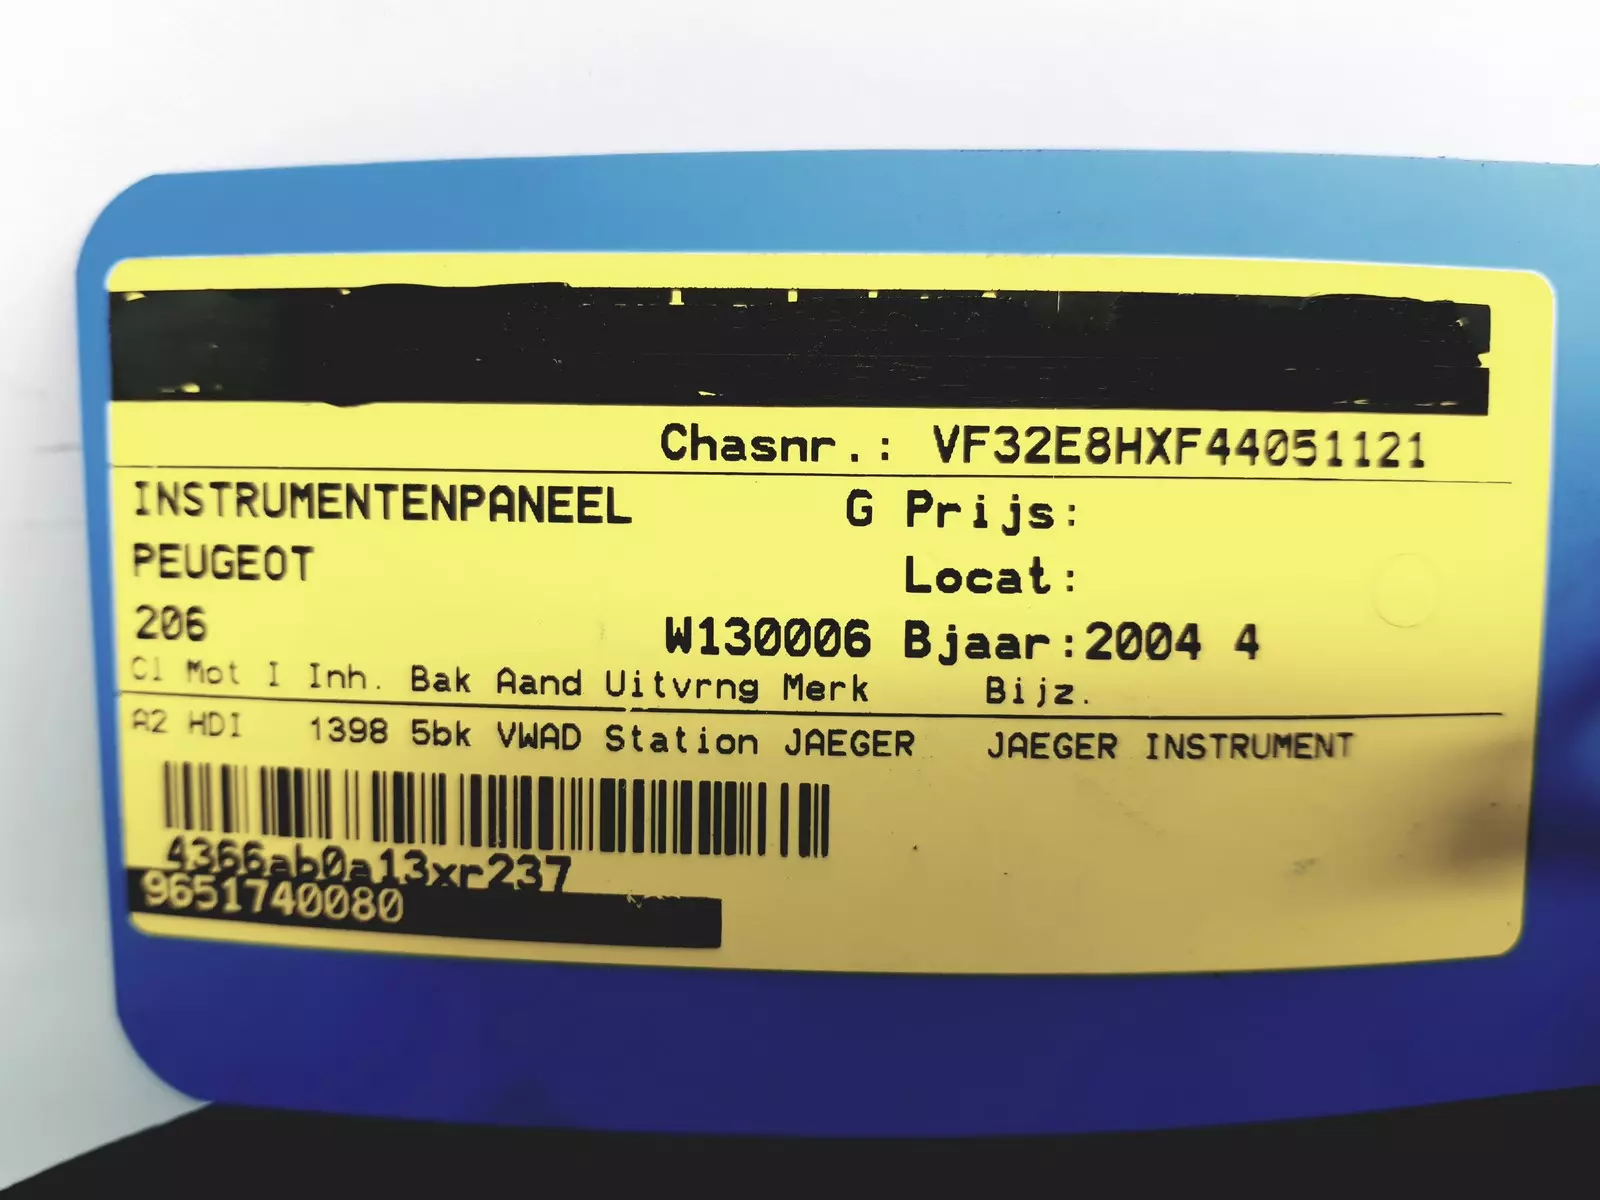 Chasnr.: VF32E8HXF44051121
INSTRUMENTENPANEEL G Prijs:
PEUGEOT Locat:
206 W130006 Bjaar:2004 4
Cl Mot I Inh. Bak Aand Uitvrng Merk Bijz.
A2 HDI 1398 5bk VWAD Station JAEGER JAEGER INSTRUMENT
4366ab0a13xr237
9651740080